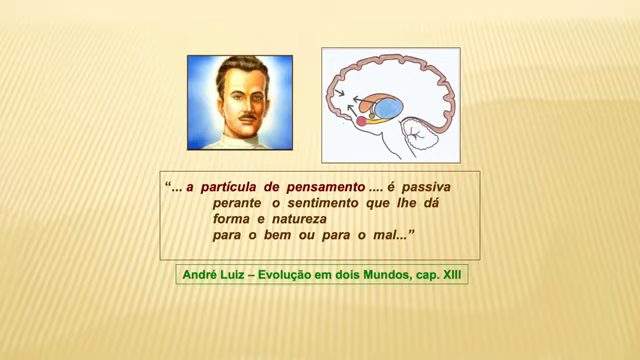 “... a partícula de pensamento .... é passiva
perante o sentimento que lhe dá
forma e natureza
para o bem ou para o mal...”
André Luiz – Evolução em dois Mundos, cap. XIII